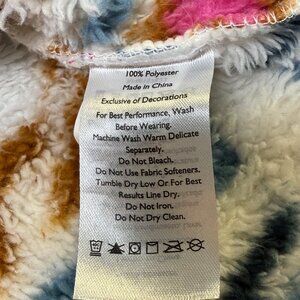 100% Polyester
Made in China
Exclusive of Decorations
For Best Performance, Wash
Before Wearing.
Machine Wash Warm Delicate
Separately.
Do Not Bleach.
Do Not Use Fabric Softeners.
Tumble Dry Low Or For Best
Results Line Dry.
Do Not Iron.
Do Not Dry Clean.